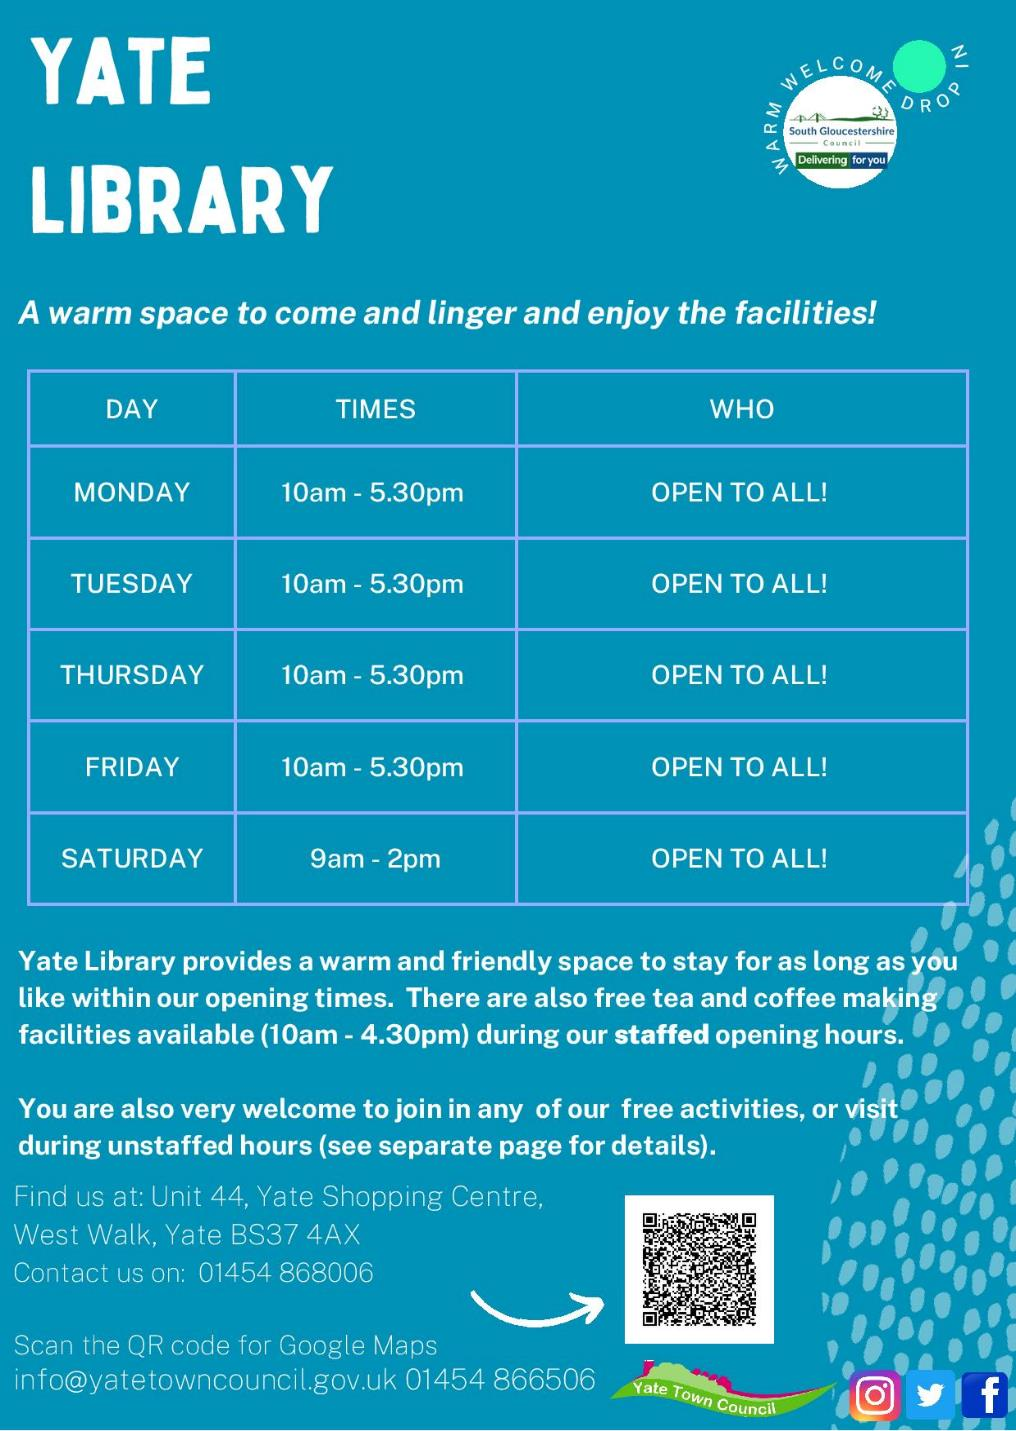 YATE
LIBRARY
WARM WELCOME DROP IN
South Gloucestershire
Council
Delivering for you
A warm space to come and linger and enjoy the facilities!
DAY TIMES WHO
MONDAY 10am - 5.30pm OPEN TO ALL!
TUESDAY 10am - 5.30pm OPEN TO ALL!
THURSDAY 10am - 5.30pm OPEN TO ALL!
FRIDAY 10am - 5.30pm OPEN TO ALL!
SATURDAY 9am - 2pm OPEN TO ALL!
Yate Library provides a warm and friendly space to stay for as long as you
like within our opening times. There are also free tea and coffee making
facilities available (10am - 4.30pm) during our staffed opening hours.
You are also very welcome to join in any of our free activities, or visit
during unstaffed hours (see separate page for details).
Find us at: Unit 44, Yate Shopping Centre,
West Walk, Yate BS37 4AX
Contact us on: 01454 868006
Scan the QR code for Google Maps
info@yatetowncouncil.gov.uk 01454 866506
Yate Town Council